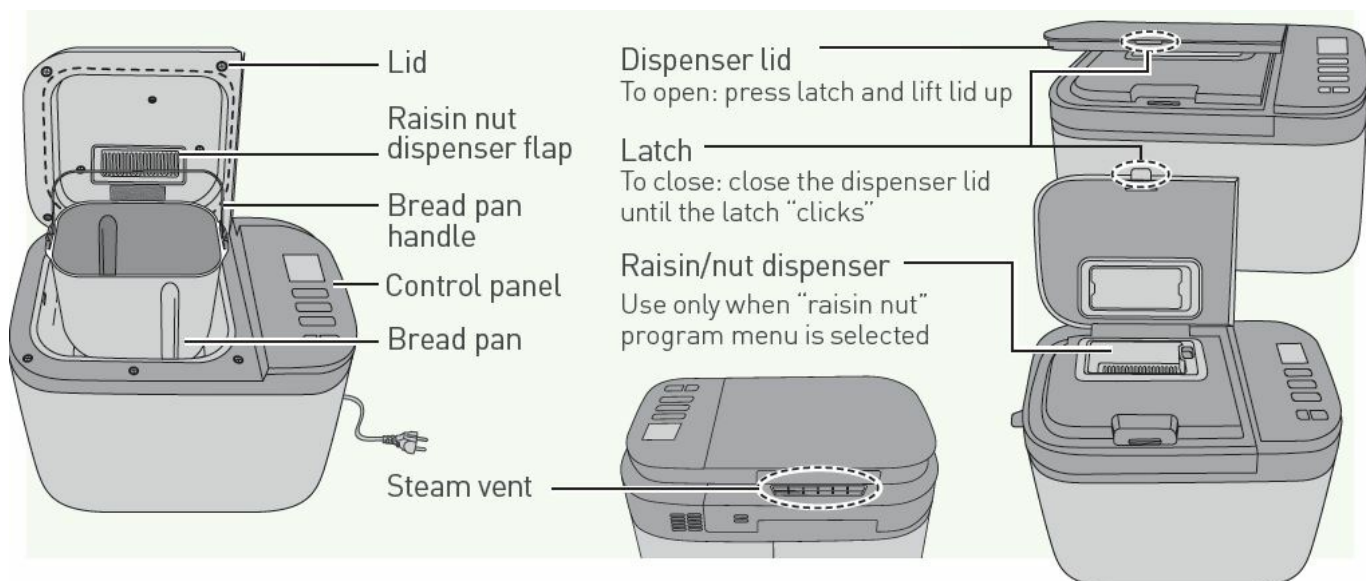 Lid
Raisin nut
dispenser flap
Bread pan
handle
Control panel
Bread pan
Steam vent
Dispenser lid
To open: press latch and lift lid up
Latch
To close: close the dispenser lid
until the latch “clicks”
Raisin/nut dispenser
Use only when “raisin nut”
program menu is selected